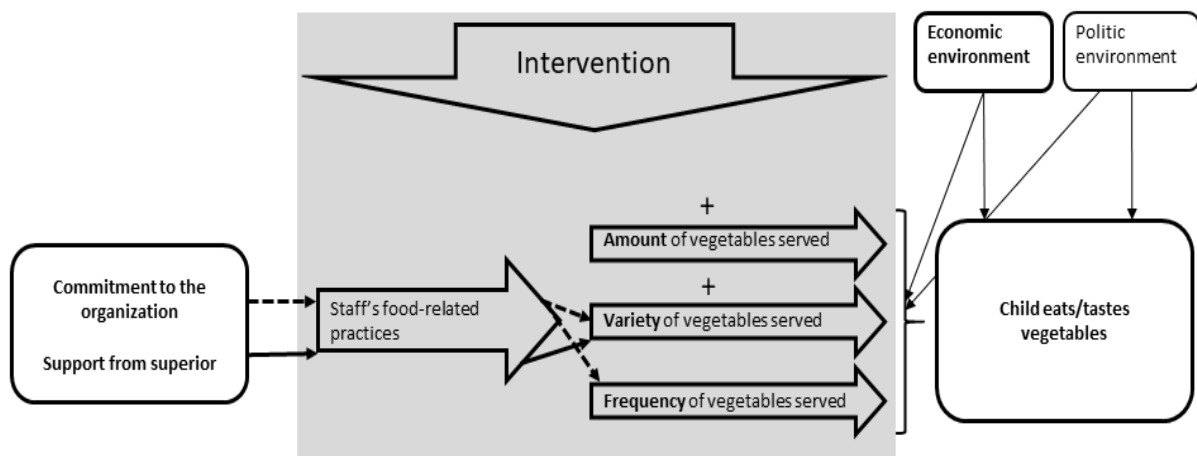 Intervention
Economic
environment
Politic
environment
+
Amount of vegetables served
+
Variety of vegetables served
Frequency of vegetables served
Commitment to the
organization
Support from superior
Staff's food-related
practices
Child eats/tastes
vegetables